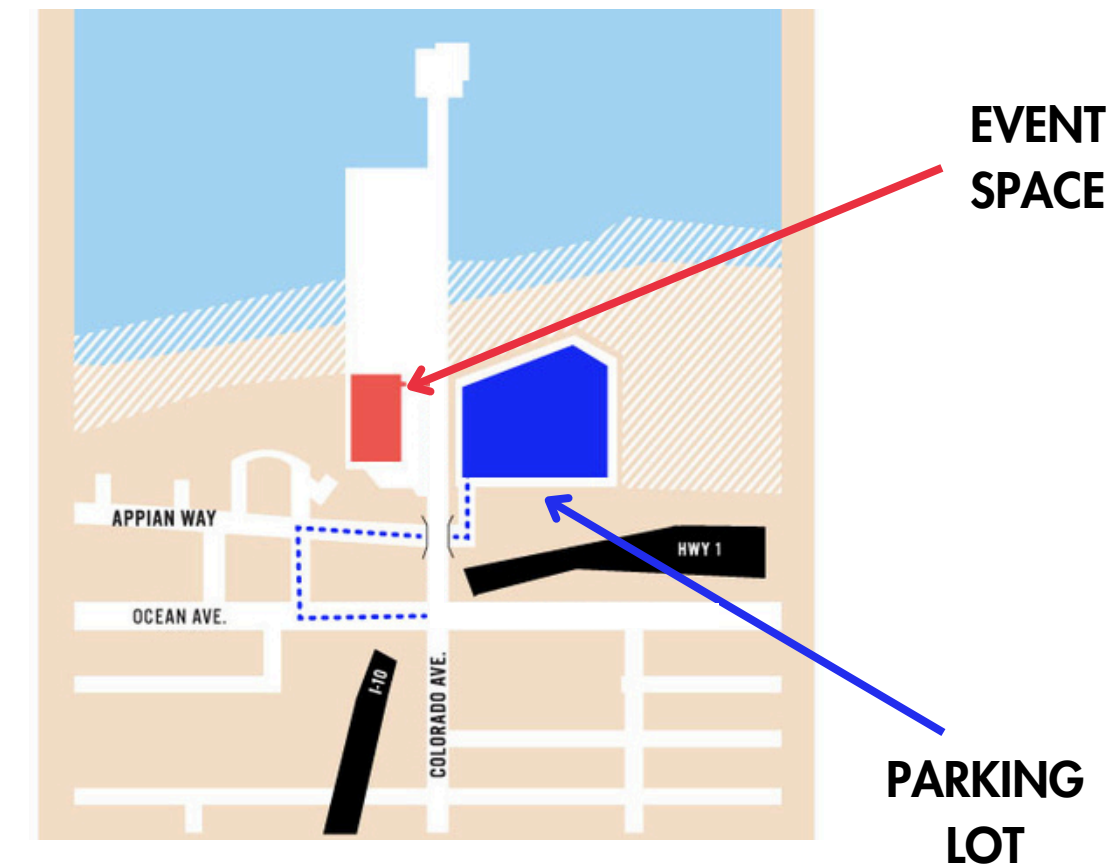 EVENT
SPACE
APPIAN WAY
HWY 1
OCEAN AVE.
I-10
COLORADO AVE.
PARKING
LOT